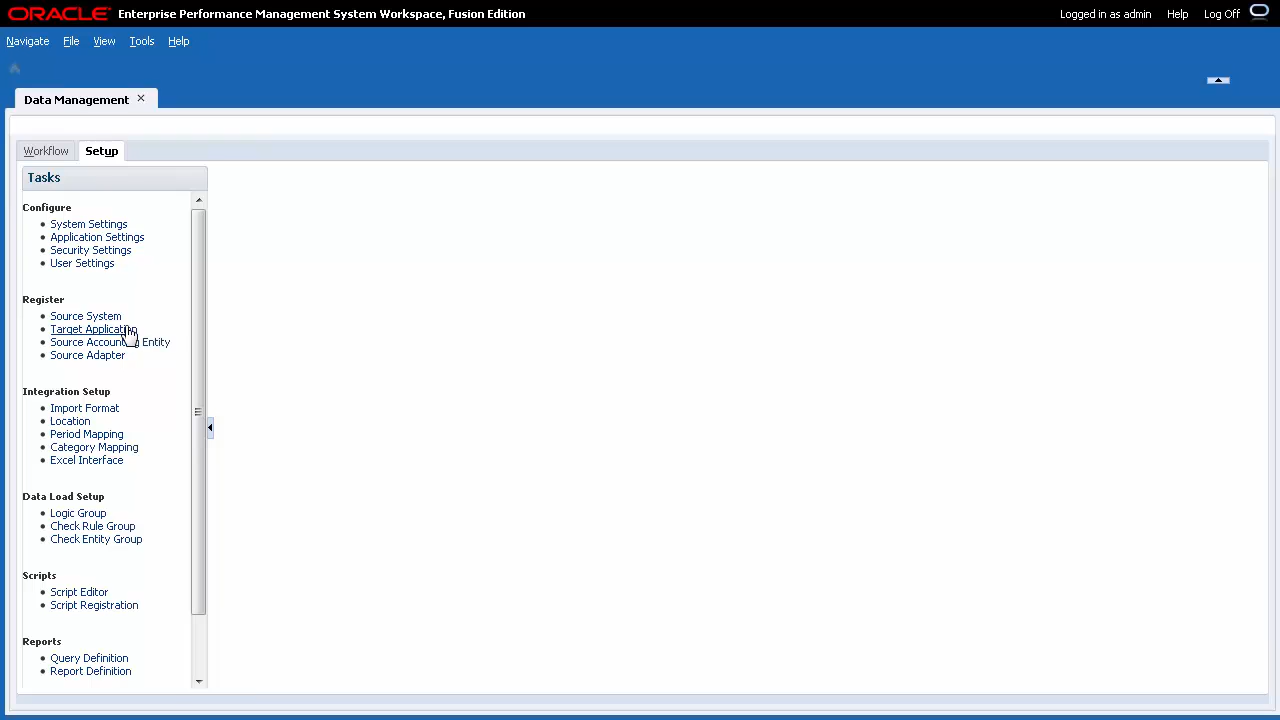 ORACLE Enterprise Performance Management System Workspace, Fusion Edition Logged in as admin Help Log Off
Navigate File View Tools Help
Data Management
Workflow Setup
Tasks
Configure
System Settings
Application Settings
Security Settings
User Settings
Register
Source System
Target Application
Source Accounting Entity
Source Adapter
Integration Setup
Import Format
Location
Period Mapping
Category Mapping
Excel Interface
Data Load Setup
Logic Group
Check Rule Group
Check Entity Group
Scripts
Script Editor
Script Registration
Reports
Query Definition
Report Definition